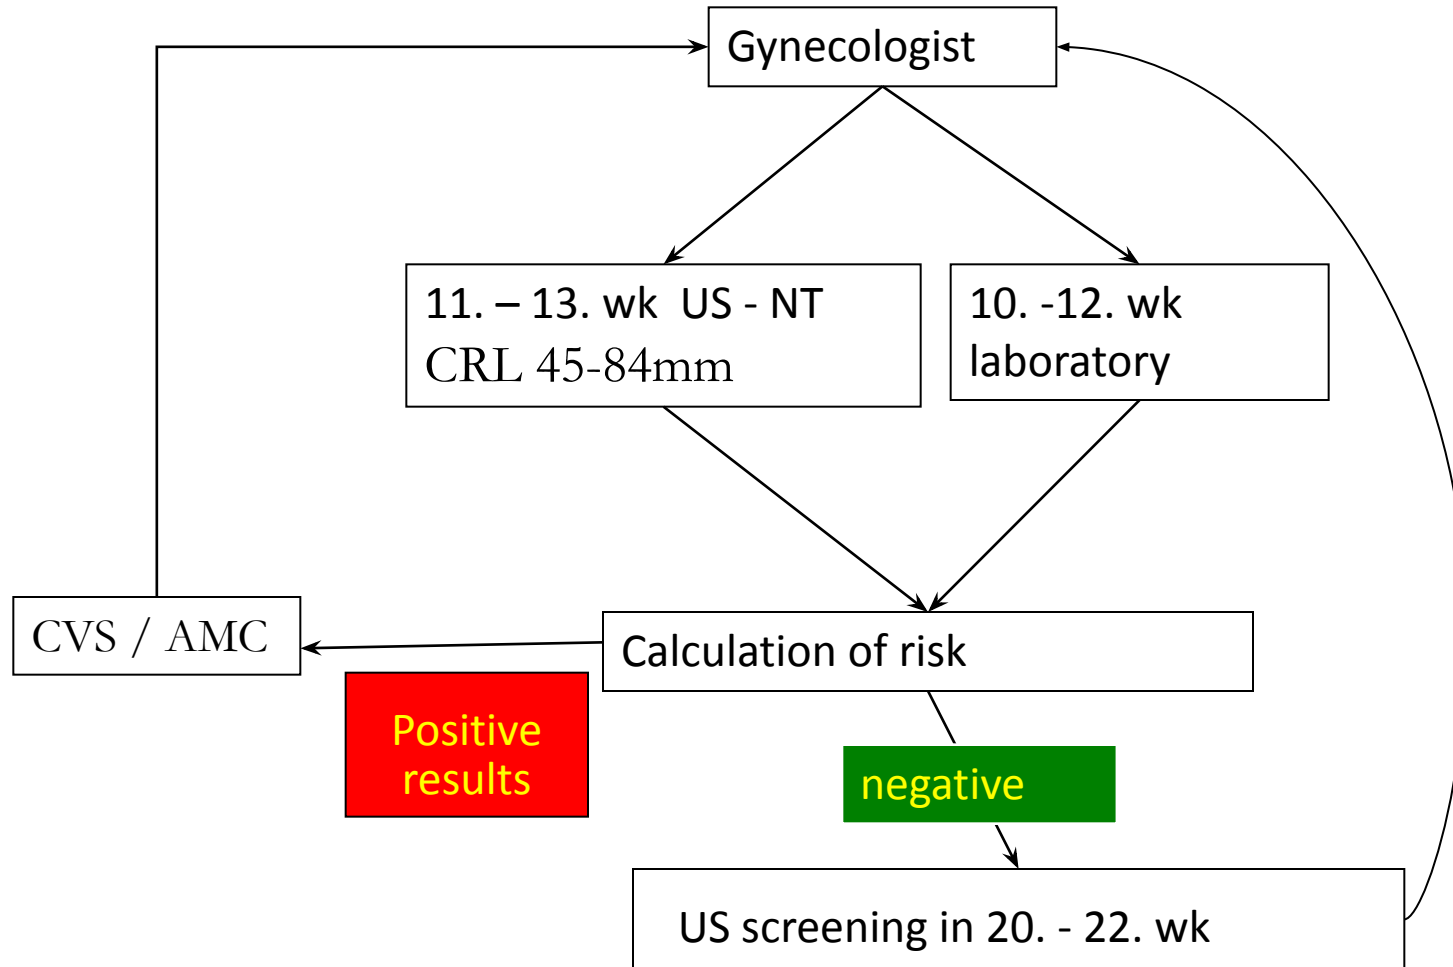 Gynecologist
11. – 13. wk  US - NT
CRL 45-84mm
10. -12. wk
laboratory
CVS / AMC
Calculation of risk
Positive
results
negative
US screening in 20. - 22. wk